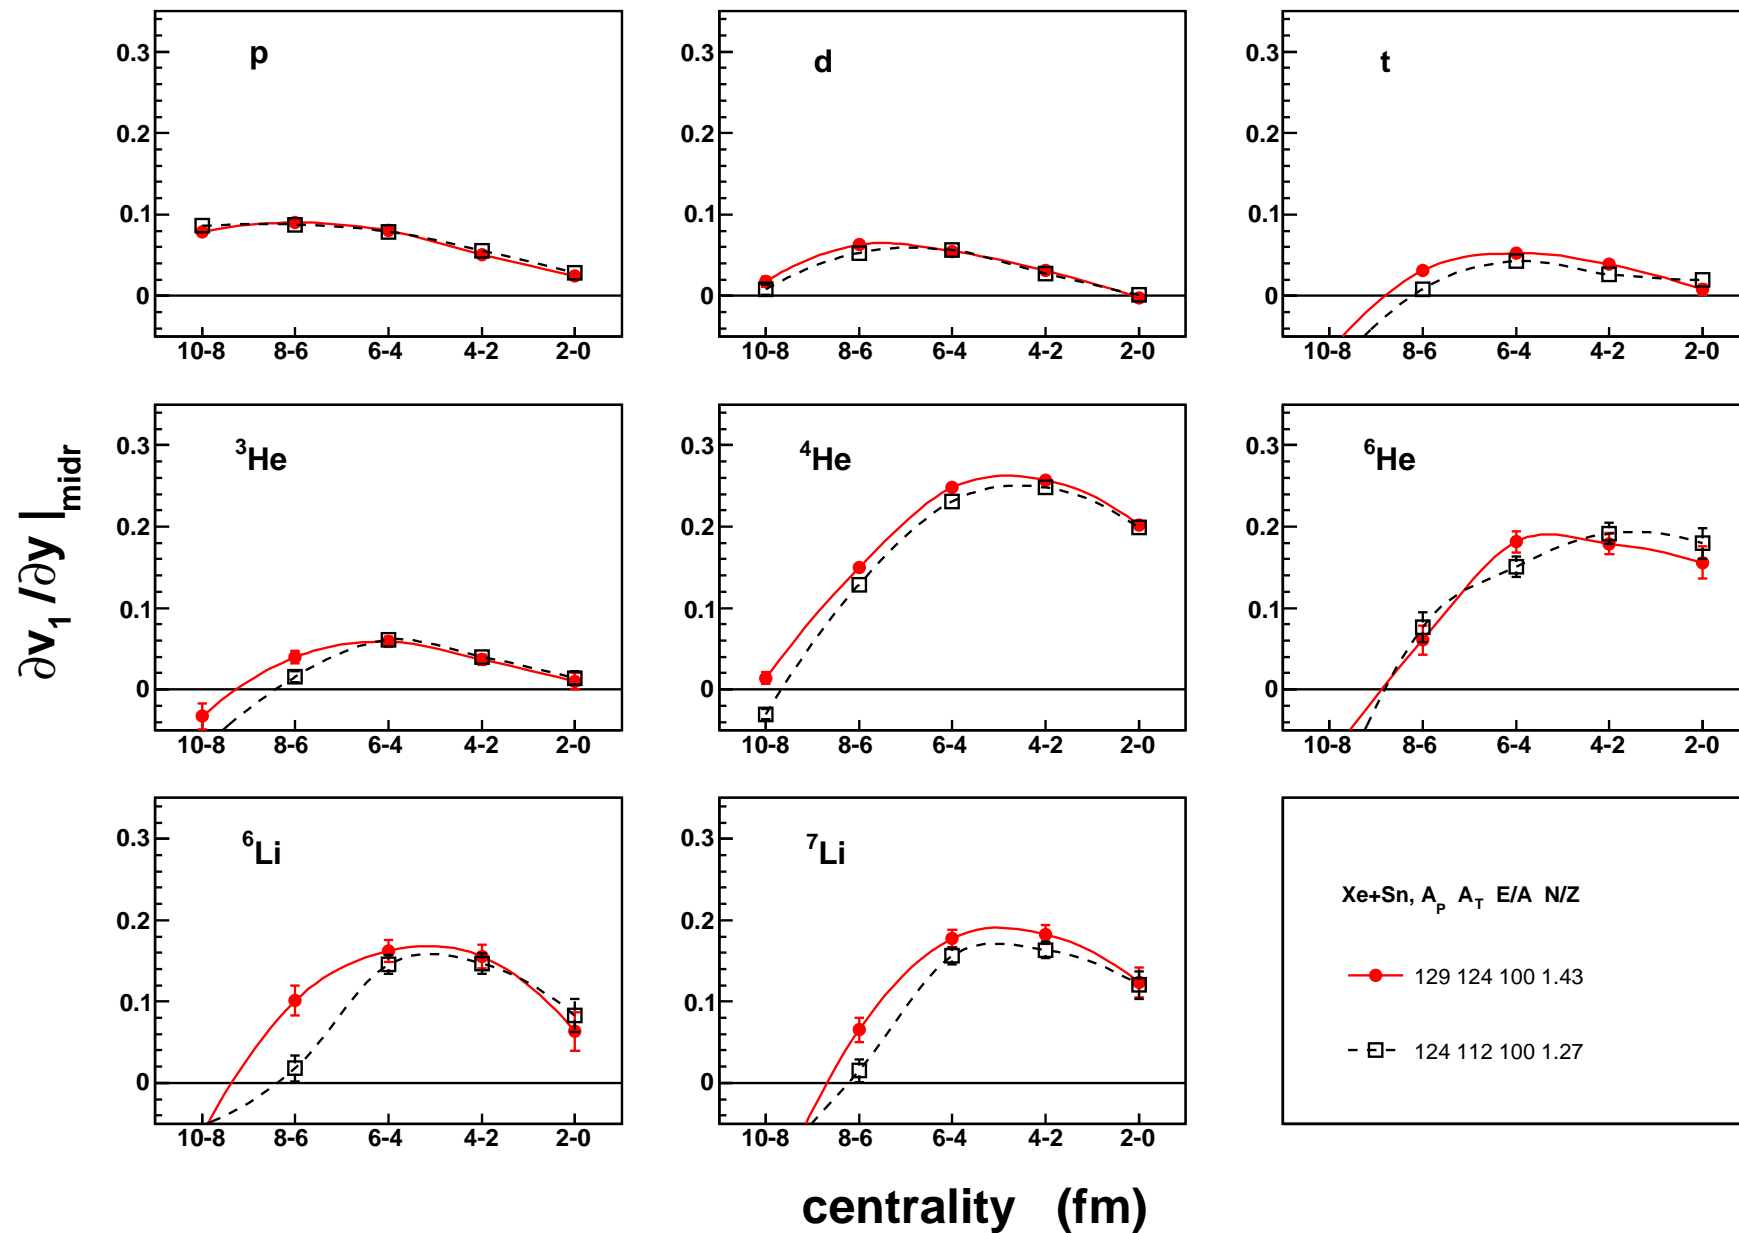 p
0.3
0.2
0.1
0
10-8 8-6 6-4 4-2 2-0
d
0.3
0.2
0.1
0
10-8 8-6 6-4 4-2 2-0
t
0.3
0.2
0.1
0
10-8 8-6 6-4 4-2 2-0
∂v₁ /∂y |midr
³He
0.3
0.2
0.1
0
10-8 8-6 6-4 4-2 2-0
⁴He
0.3
0.2
0.1
0
10-8 8-6 6-4 4-2 2-0
⁶He
0.3
0.2
0.1
0
10-8 8-6 6-4 4-2 2-0
⁶Li
0.3
0.2
0.1
0
10-8 8-6 6-4 4-2 2-0
⁷Li
0.3
0.2
0.1
0
10-8 8-6 6-4 4-2 2-0
Xe+Sn, A_P A_T E/A N/Z
129 124 100 1.43
124 112 100 1.27
centrality (fm)